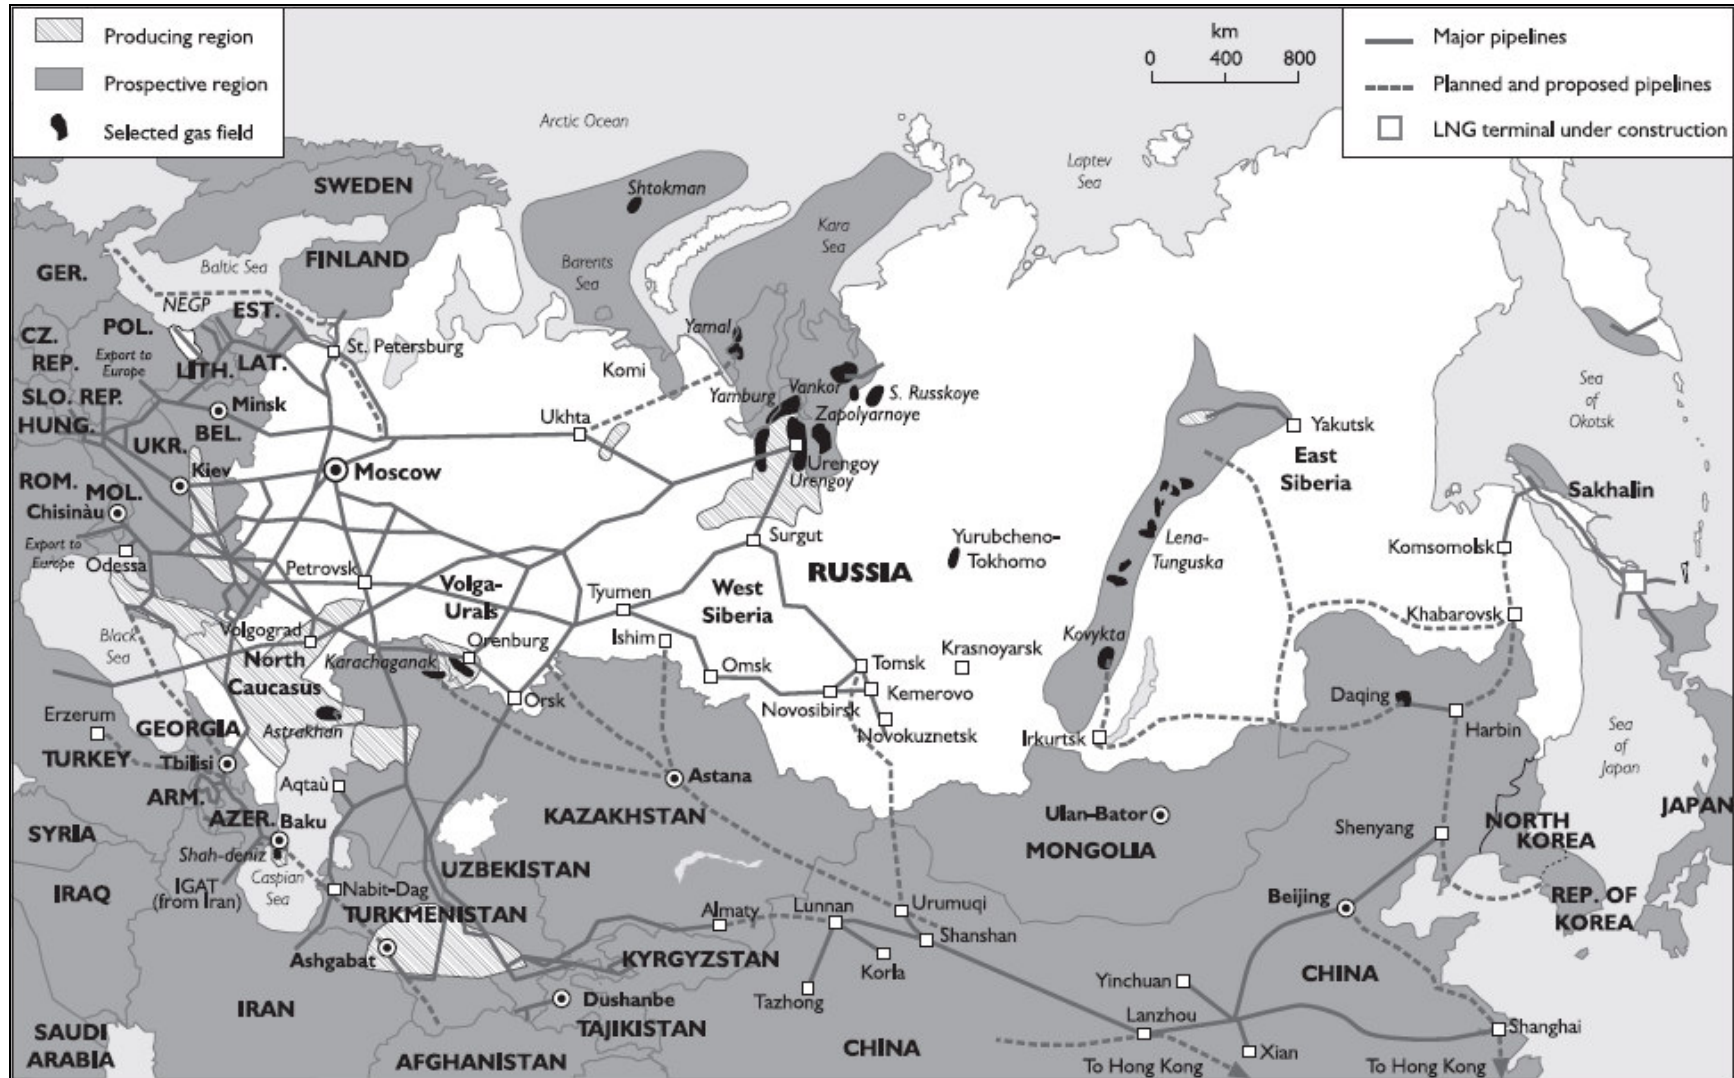 Producing region
Prospective region
Selected gas field
km
0 400 800
Major pipelines
Planned and proposed pipelines
LNG terminal under construction
Arctic Ocean
Laptev
Sea
SWEDEN
Shtokman
Kara
Sea
FINLAND
GER.
Baltic Sea
Barents
Sea
NEGP
EST.
POL.
CZ.
REP.
Export to
Europe
LITH.
LAT.
St. Petersburg
Komi
Yamal
Vankor
Yamburg
S. Russkoye
Zapolyarnoye
SLO. REP.
HUNG.
Minsk
BEL.
Ukhta
Yakutsk
East
Siberia
Sea
of
Okotsk
UKR.
Kiev
Moscow
Urengoy
Urengoy
ROM.
MOL.
Chisinàu
Sakhalin
Export to
Europe
Odessa
Surgut
Yurubcheno-
Tokhomo
Lena-
Tunguska
Komsomolsk
Petrovsk
Volga-
Urals
Tyumen
West
Siberia
RUSSIA
Khabarovsk
Black
Sea
Volgograd
Orenburg
Ishim
Kovykta
North
Caucasus
Karachaganak
Omsk
Tomsk
Krasnoyarsk
Kemerovo
Orsk
Novosibirsk
Novokuznetsk
Daqing
Erzerum
GEORGIA
Astrakhan
Irkurtsk
Harbin
Sea
of
Japan
TURKEY
Tbilisi
Aqtaù
Astana
ARM.
AZER.
Baku
KAZAKHSTAN
Ulan-Bator
MONGOLIA
Shenyang
NORTH
KOREA
JAPAN
SYRIA
Shah-deniz
Caspian
Sea
UZBEKISTAN
IRAQ
IGAT
(from Iran)
Nabit-Dag
TURKMENISTAN
Almaty
Lunnan
Urumuqi
Beijing
REP. OF
KOREA
Shanshan
Ashgabat
KYRGYZSTAN
Korla
Yinchuan
CHINA
Tazhong
IRAN
Dushanbe
TAJIKISTAN
Lanzhou
Shanghai
SAUDI
ARABIA
AFGHANISTAN
CHINA
To Hong Kong
Xian
To Hong Kong